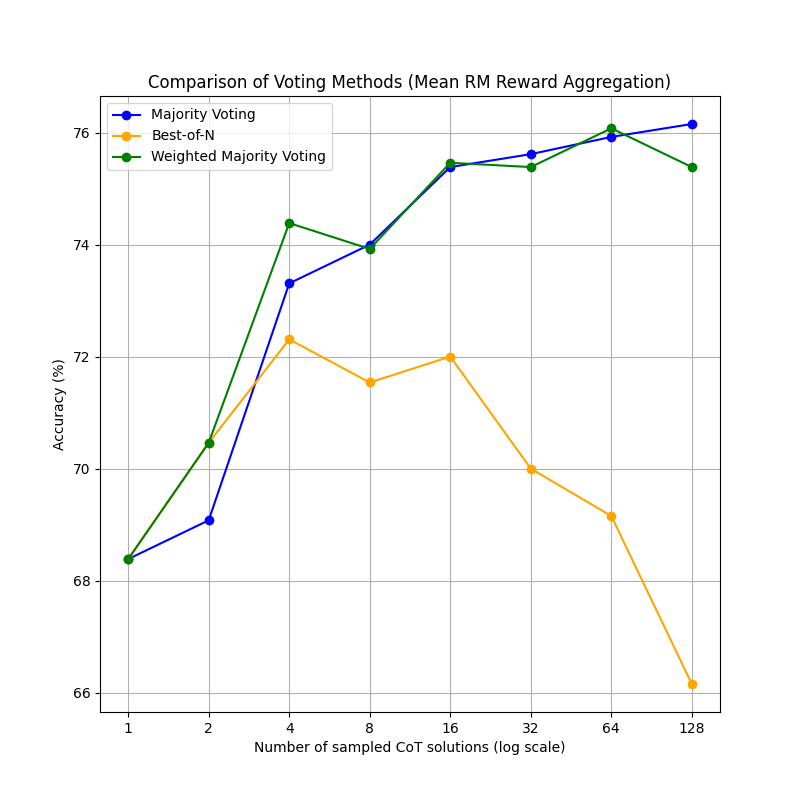 Comparison of Voting Methods (Mean RM Reward Aggregation)
Majority Voting
Best-of-N
Weighted Majority Voting
76
74
72
70
68
66
Accuracy (%)
1 2 4 8 16 32 64 128
Number of sampled CoT solutions (log scale)